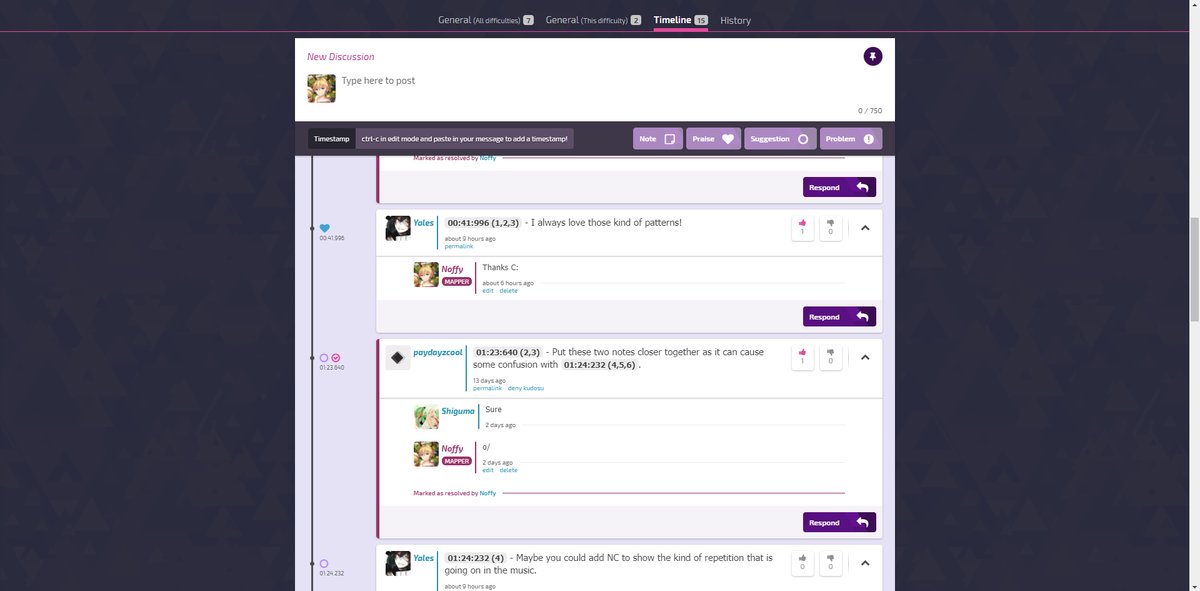 General (All difficulties) 7 General (This difficulty) 2 Timeline 15 History
New Discussion
Type here to post
0 / 750
Timestamp ctrl-c in edit mode and paste in your message to add a timestamp! Note Praise Suggestion Problem
Marked as resolved by Noffy
Respond
00:41:996
Yales 00:41:996 (1,2,3) - I always love those kind of patterns! 1 0
about 9 hours ago
permalink
Noffy Thanks C:
MAPPER
about 6 hours ago
edit delete
Respond
01:23:640
paydayzcool 01:23:640 (2,3) - Put these two notes closer together as it can cause
some confusion with 01:24:232 (4,5,6) . 1 0
13 days ago
permalink deny kudosu
Shiguma Sure
2 days ago
Noffy o/
MAPPER
2 days ago
edit delete
Marked as resolved by Noffy
Respond
01:24:232
Yales 01:24:232 (4) - Maybe you could add NC to show the kind of repetition that is
going on in the music. 0 0
about 9 hours ago